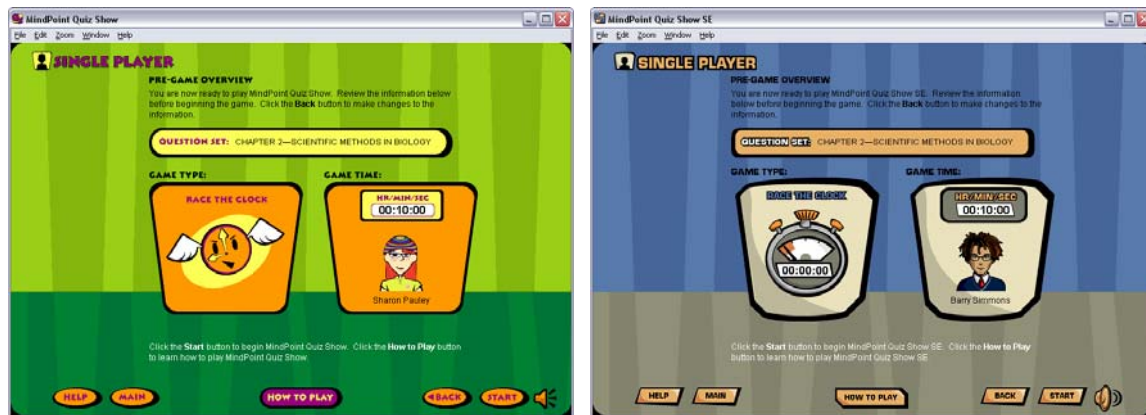 MindPoint Quiz Show
File Edit Zoom Window Help
SINGLE PLAYER
PRE-GAME OVERVIEW
You are now ready to play MindPoint Quiz Show. Review the information below
before beginning the game. Click the Back button to make changes to the
information.
QUESTION SET: CHAPTER 2—SCIENTIFIC METHODS IN BIOLOGY
GAME TYPE:
RACE THE CLOCK
GAME TIME:
HR/MIN/SEC
00:10:00
Sharon Pauley
Click the Start button to begin MindPoint Quiz Show. Click the How to Play button
to learn how to play MindPoint Quiz Show.
HELP MAIN HOW TO PLAY BACK START
MindPoint Quiz Show SE
File Edit Zoom Window Help
SINGLE PLAYER
PRE-GAME OVERVIEW
You are now ready to play MindPoint Quiz Show SE. Review the information
below before beginning the game. Click the Back button to make changes to the
information.
QUESTION SET: CHAPTER 2—SCIENTIFIC METHODS IN BIOLOGY
GAME TYPE:
RACE THE CLOCK
00:00:00
GAME TIME:
HR/MIN/SEC
00:10:00
Barry Simmons
Click the Start button to begin MindPoint Quiz Show SE. Click the How to Play
button to learn how to play MindPoint Quiz Show SE.
HELP MAIN HOW TO PLAY BACK START